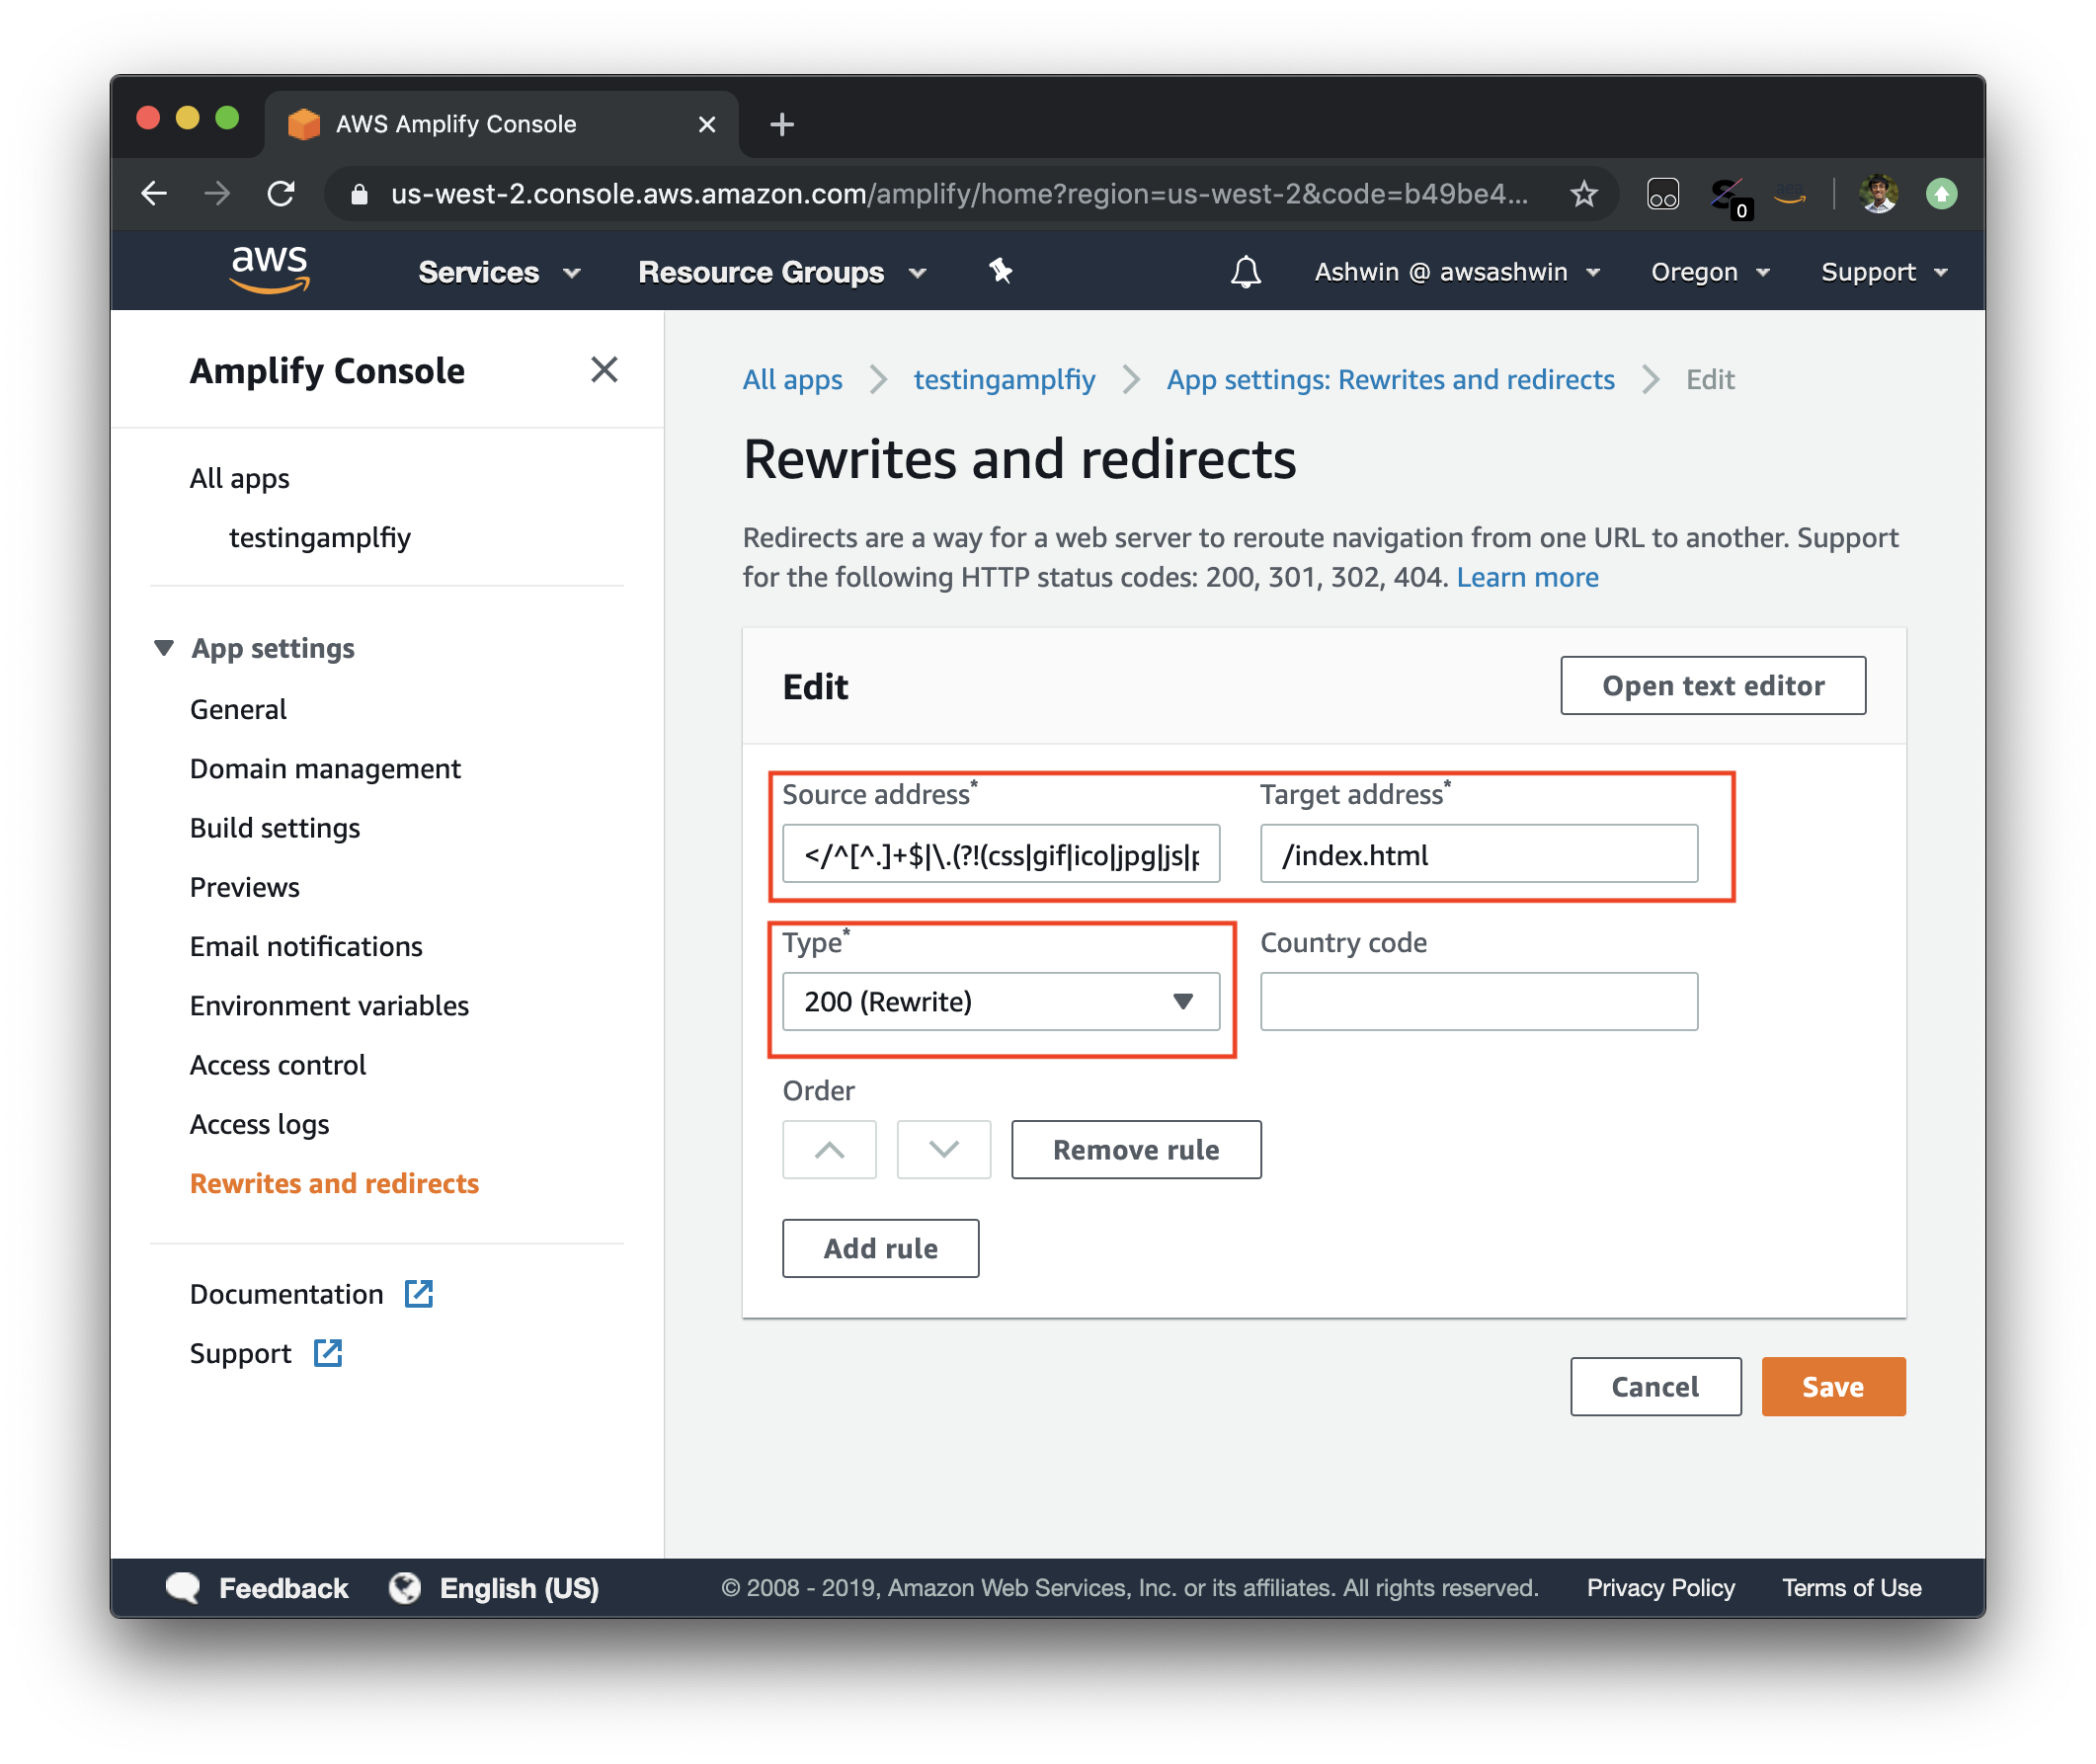 AWS Amplify Console
us-west-2.console.aws.amazon.com/amplify/home?region=us-west-2&code=b49be4...
0
aws
Services
Resource Groups
Ashwin @ awsashwin
Oregon
Support
Amplify Console
All apps
testingamplfiy
App settings
General
Domain management
Build settings
Previews
Email notifications
Environment variables
Access control
Access logs
Rewrites and redirects
Documentation
Support
All apps > testingamplfiy > App settings: Rewrites and redirects > Edit
Rewrites and redirects
Redirects are a way for a web server to reroute navigation from one URL to another. Support
for the following HTTP status codes: 200, 301, 302, 404. Learn more
Edit
Open text editor
Source address*
Target address*
</^[^.]+$|\.(?!(css|gif|ico|jpg|js|p
/index.html
Type*
Country code
200 (Rewrite)
Order
Remove rule
Add rule
Cancel
Save
Feedback
English (US)
© 2008 - 2019, Amazon Web Services, Inc. or its affiliates. All rights reserved.
Privacy Policy
Terms of Use